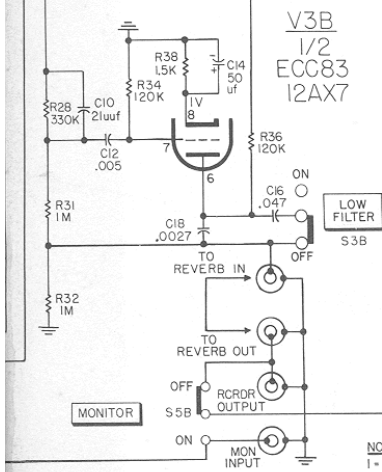 V3B
1/2
ECC83
12AX7
R38
1.5K
C14
50
uf
R34
120K
1V
8
R28
330K
C10
21uuf
7
C12
.005
R36
120K
6
ON
C16
.047
LOW
FILTER
S3B
R31
1M
C18
.0027
OFF
TO
REVERB IN
R32
1M
TO
REVERB OUT
OFF
RCRDR
OUTPUT
MONITOR
S5B
ON
MON
INPUT
NO